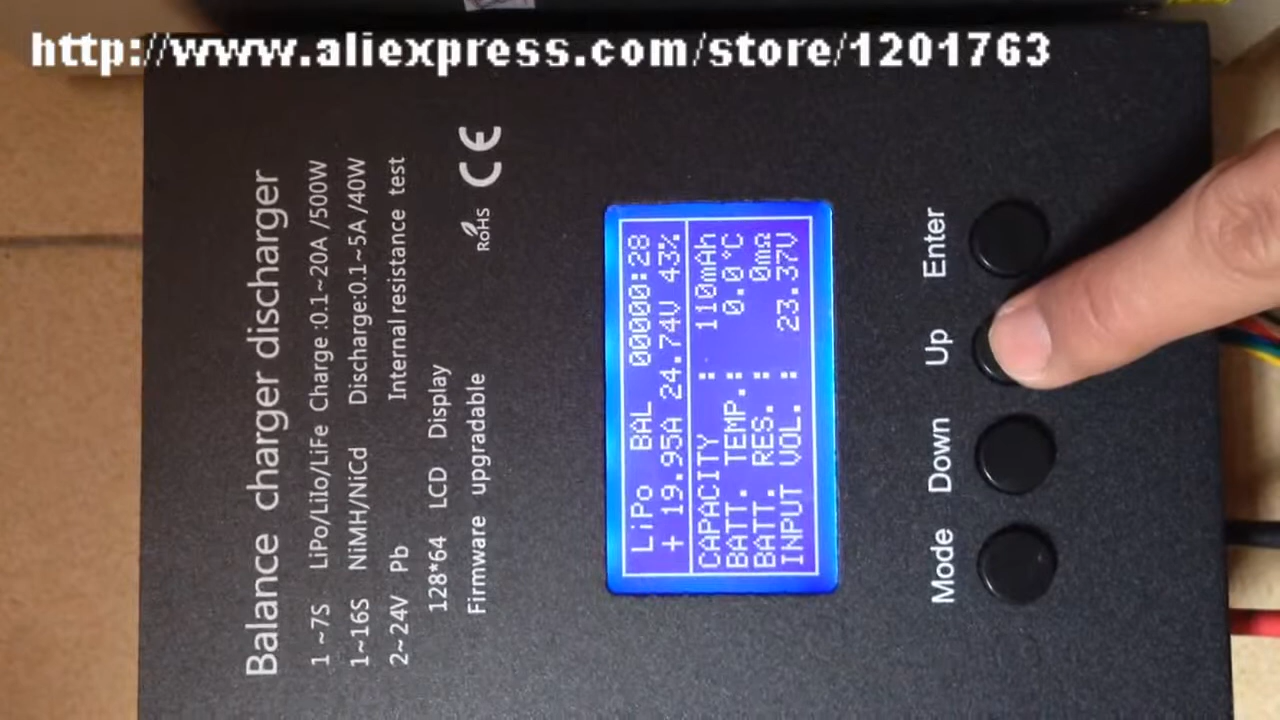 http://www.aliexpress.com/store/1201763
Balance charger discharger
1~7S LiPo/LiIo/LiFe Charge:0.1~20A /500W
1~16S NiMH/NiCd Discharge:0.1~5A/40W
2~24V Pb Internal resistance test
128*64 LCD Display
Firmware upgradable
RoHS CE
LiPo BAL 00000:28
+ 19.95A 24.74V 43%
CAPACITY : 110mAh
BATT. TEMP.: 0.0℃
BATT. RES. : 0mΩ
INPUT VOL. : 23.37V
Mode Down Up Enter